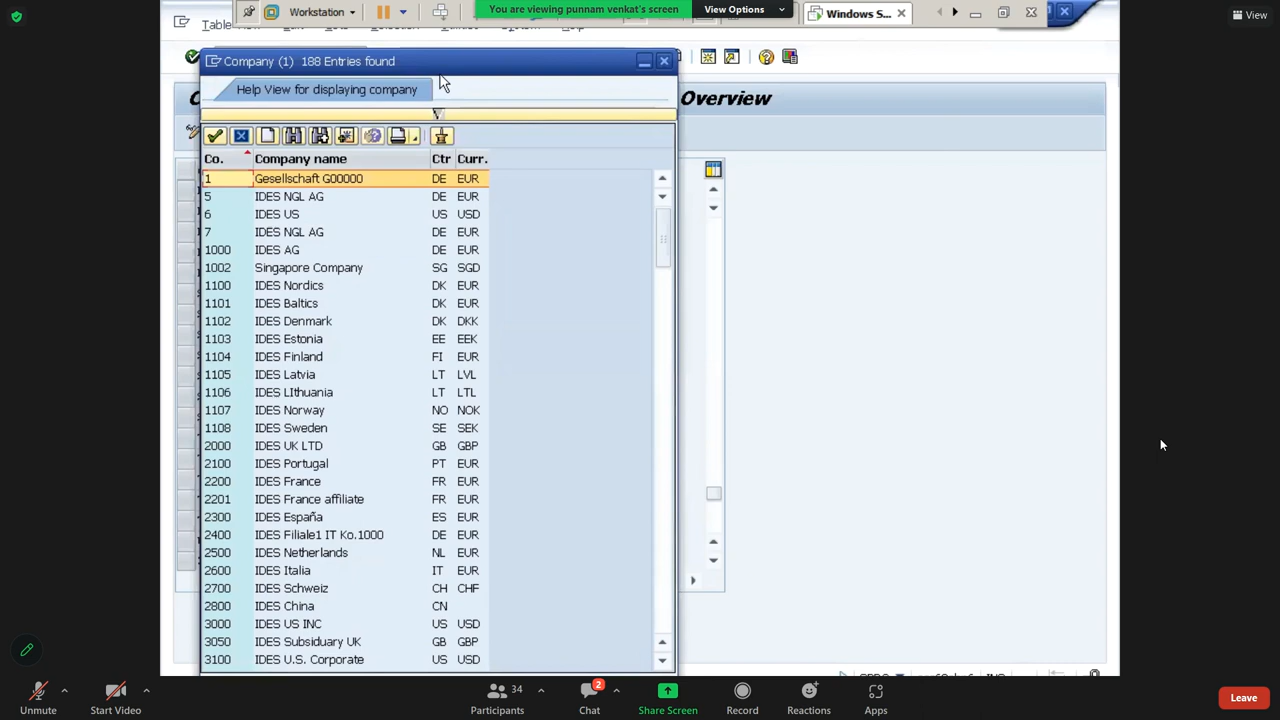 Workstation
You are viewing punnam venkat's screen
View Options
Windows S...
View
Table
Company (1) 188 Entries found
Help View for displaying company
Overview
Co. Company name Ctr Curr.
1 Gesellschaft G00000 DE EUR
5 IDES NGL AG DE EUR
6 IDES US US USD
7 IDES NGL AG DE EUR
1000 IDES AG DE EUR
1002 Singapore Company SG SGD
1100 IDES Nordics DK EUR
1101 IDES Baltics DK EUR
1102 IDES Denmark DK DKK
1103 IDES Estonia EE EEK
1104 IDES Finland FI EUR
1105 IDES Latvia LT LVL
1106 IDES LIthuania LT LTL
1107 IDES Norway NO NOK
1108 IDES Sweden SE SEK
2000 IDES UK LTD GB GBP
2100 IDES Portugal PT EUR
2200 IDES France FR EUR
2201 IDES France affiliate FR EUR
2300 IDES España ES EUR
2400 IDES Filiale1 IT Ko.1000 DE EUR
2500 IDES Netherlands NL EUR
2600 IDES Italia IT EUR
2700 IDES Schweiz CH CHF
2800 IDES China CN
3000 IDES US INC US USD
3050 IDES Subsiduary UK GB GBP
3100 IDES U.S. Corporate US USD
Unmute
Start Video
34
Participants
2
Chat
Share Screen
Record
Reactions
Apps
Leave